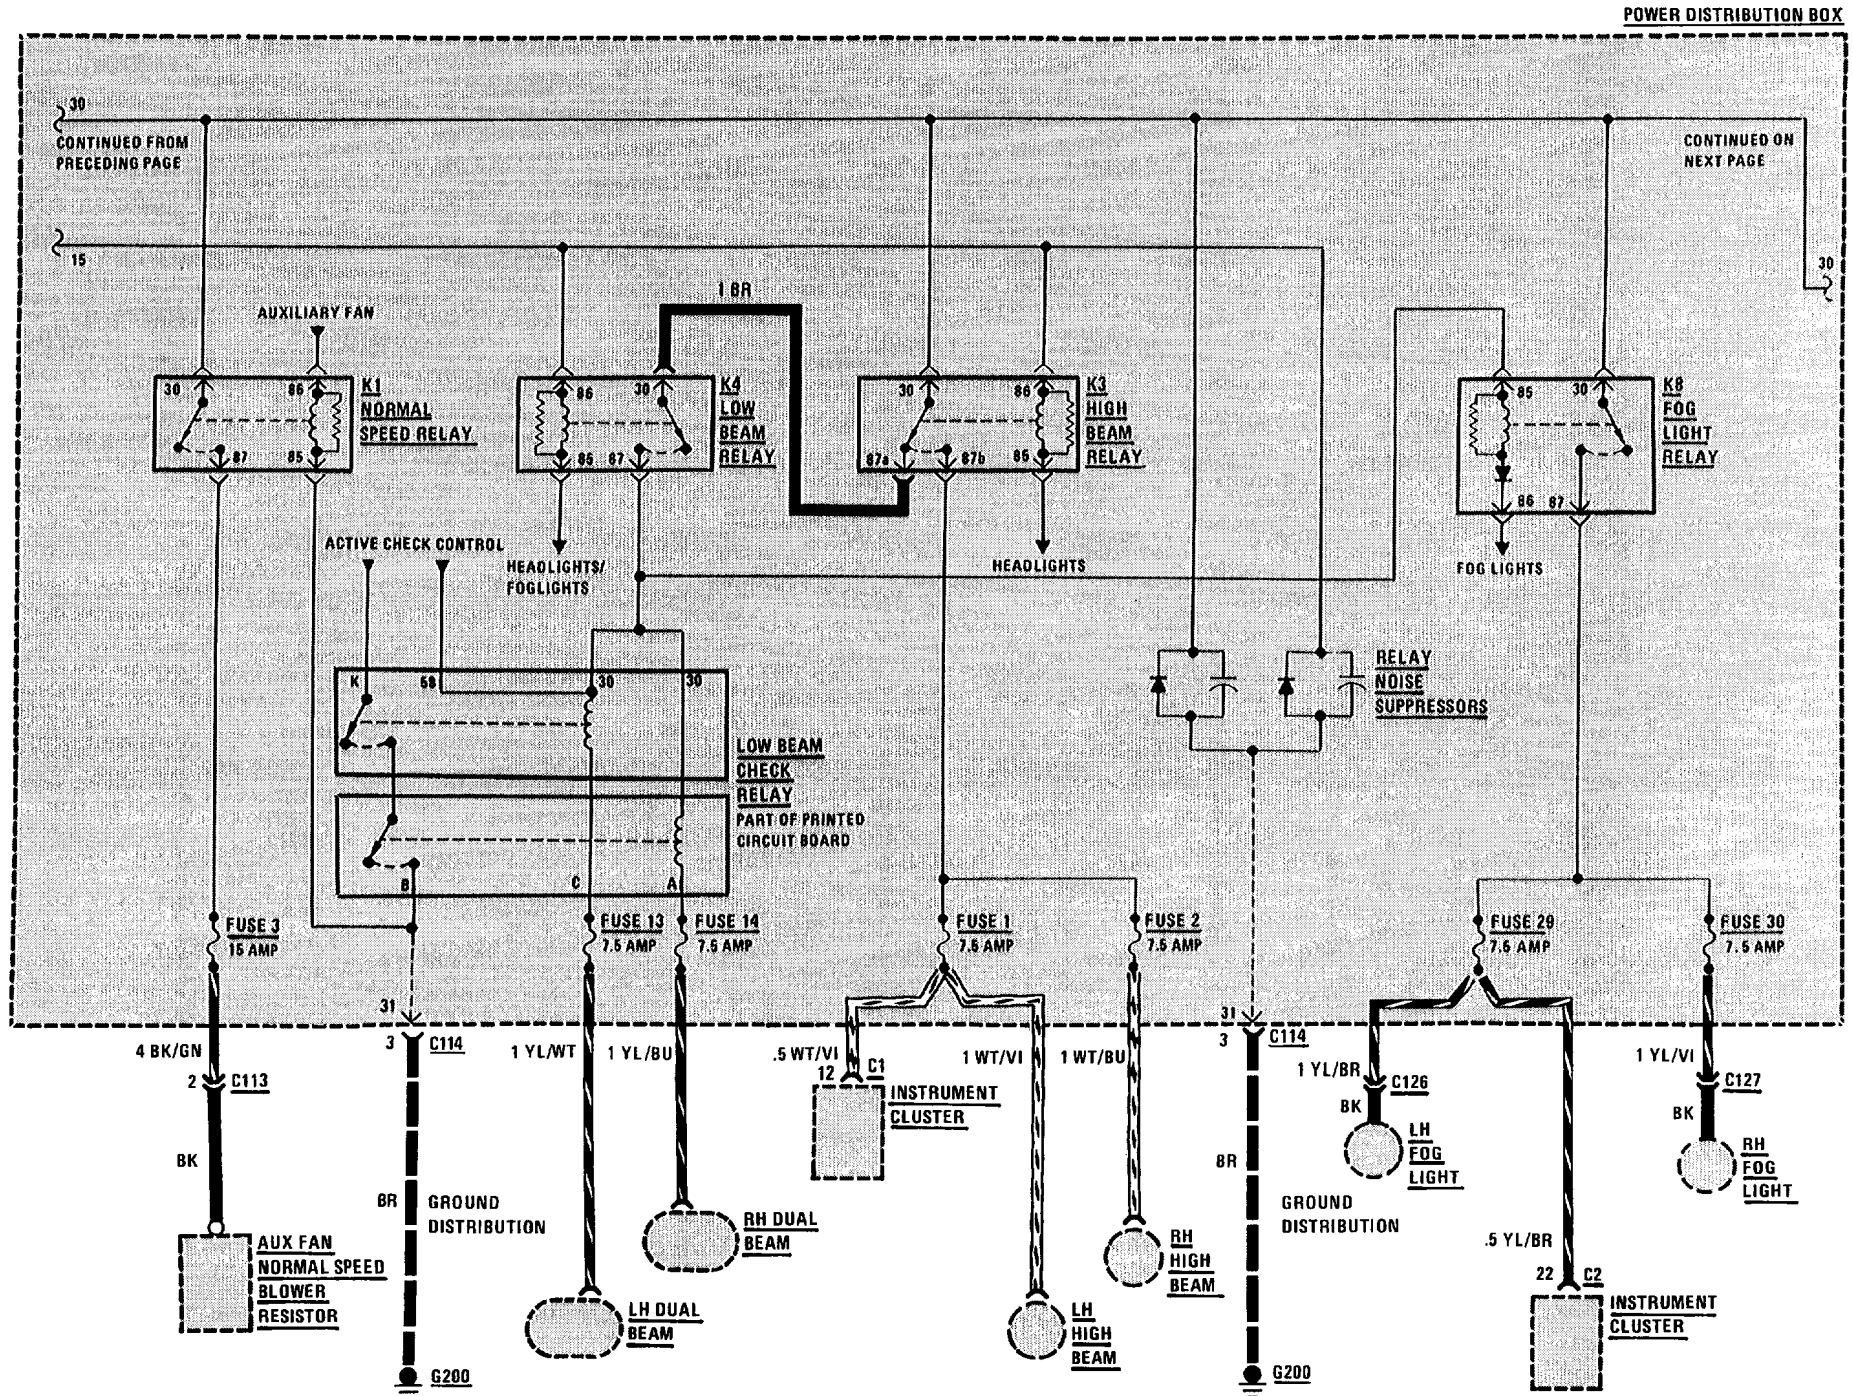 POWER DISTRIBUTION BOX
30
CONTINUED FROM
PRECEDING PAGE
CONTINUED ON
NEXT PAGE
15
30
1 BR
AUXILIARY FAN
30
86
87
85
K1
NORMAL
SPEED RELAY
86
30
85
87
K4
LOW
BEAM
RELAY
30
86
87a
87b
85
K3
HIGH
BEAM
RELAY
85
30
86
87
K8
FOG
LIGHT
RELAY
ACTIVE CHECK CONTROL
HEADLIGHTS/
FOGLIGHTS
HEADLIGHTS
FOG LIGHTS
K
58
30
30
RELAY
NOISE
SUPPRESSORS
LOW BEAM
CHECK
RELAY
PART OF PRINTED
CIRCUIT BOARD
B
C
A
FUSE 3
15 AMP
FUSE 13
7.5 AMP
FUSE 14
7.5 AMP
FUSE 1
7.5 AMP
FUSE 2
7.5 AMP
FUSE 29
7.5 AMP
FUSE 30
7.5 AMP
31
31
4 BK/GN
3
C114
1 YL/WT
1 YL/BU
.5 WT/VI
12
C1
1 WT/VI
1 WT/BU
3
C114
1 YL/BR
1 YL/VI
2
C113
INSTRUMENT
CLUSTER
C126
BK
LH
FOG
LIGHT
C127
BK
RH
FOG
LIGHT
BK
BR
GROUND
DISTRIBUTION
RH DUAL
BEAM
RH
HIGH
BEAM
BR
GROUND
DISTRIBUTION
.5 YL/BR
22
C2
AUX FAN
NORMAL SPEED
BLOWER
RESISTOR
LH DUAL
BEAM
LH
HIGH
BEAM
INSTRUMENT
CLUSTER
G200
G200